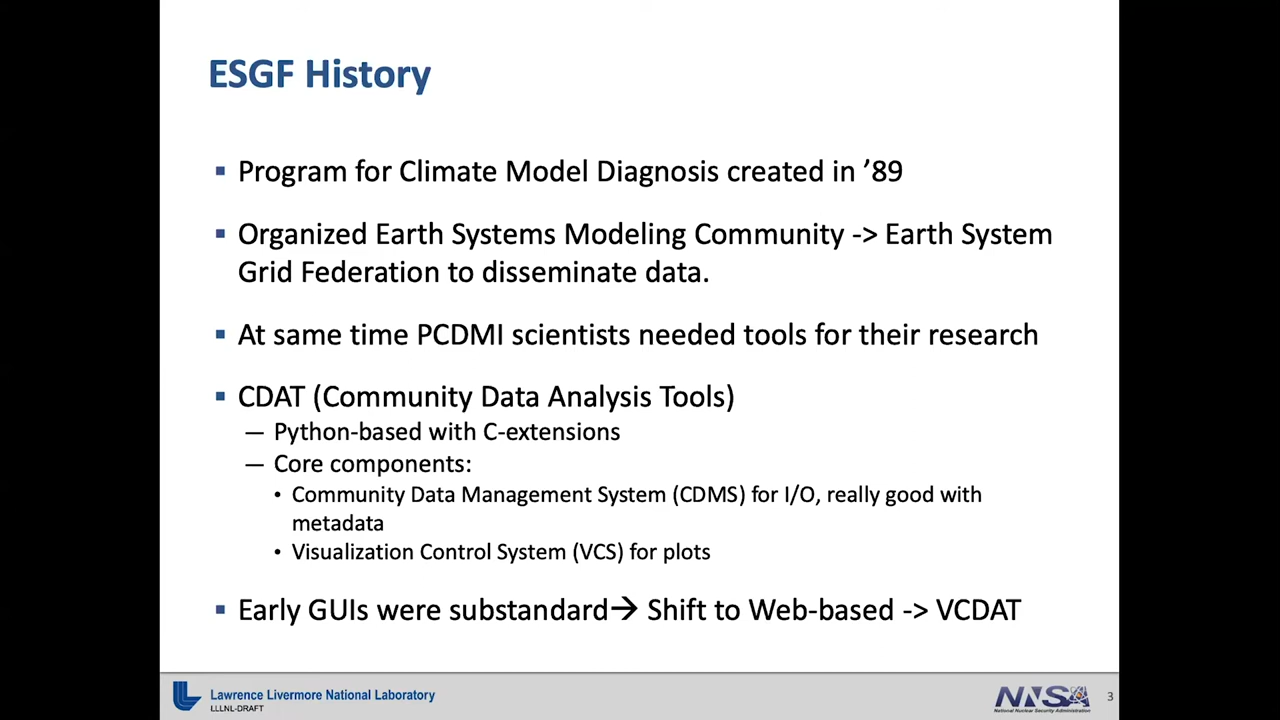 ESGF History
▪ Program for Climate Model Diagnosis created in ’89
▪ Organized Earth Systems Modeling Community -> Earth System
Grid Federation to disseminate data.
▪ At same time PCDMI scientists needed tools for their research
▪ CDAT (Community Data Analysis Tools)
— Python-based with C-extensions
— Core components:
• Community Data Management System (CDMS) for I/O, really good with
metadata
• Visualization Control System (VCS) for plots
▪ Early GUIs were substandard→ Shift to Web-based -> VCDAT
Lawrence Livermore National Laboratory
LLLNL-DRAFT
NNSA
National Nuclear Security Administration
3